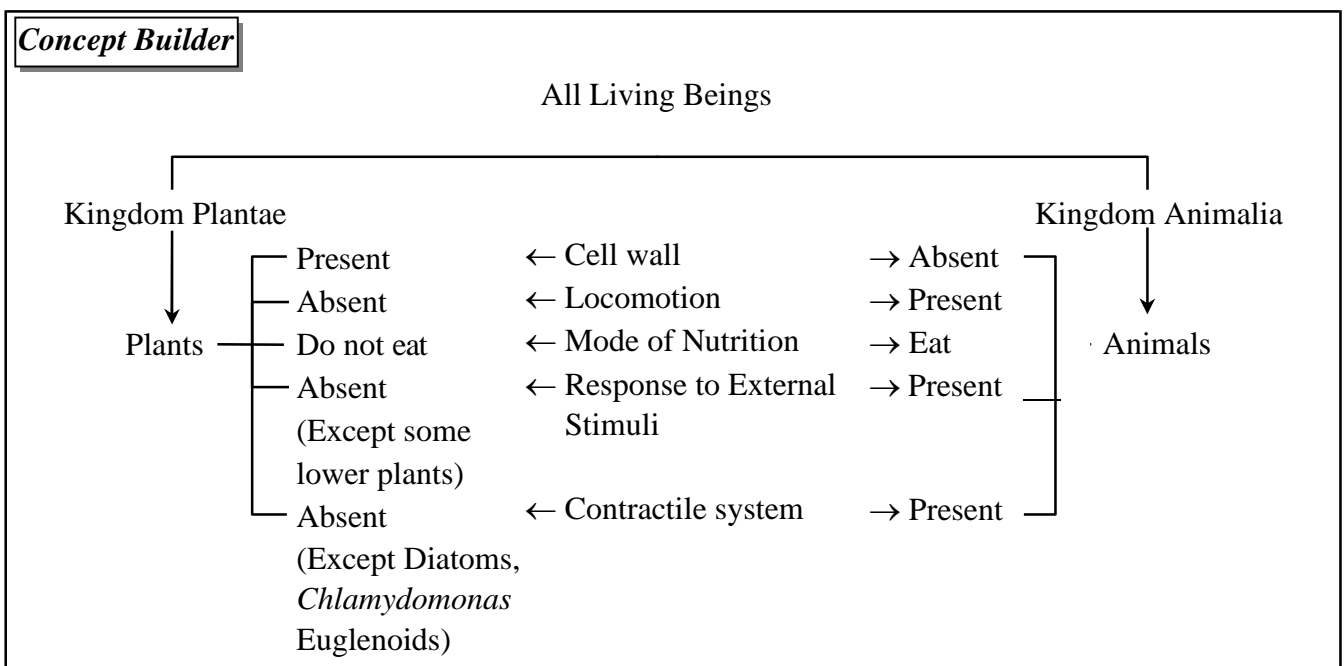 Concept Builder
All Living Beings
Kingdom Plantae Kingdom Animalia
Present ← Cell wall → Absent
Absent ← Locomotion → Present
Plants Do not eat ← Mode of Nutrition → Eat Animals
Absent ← Response to External → Present
(Except some Stimuli
lower plants)
Absent ← Contractile system → Present
(Except Diatoms,
Chlamydomonas
Euglenoids)